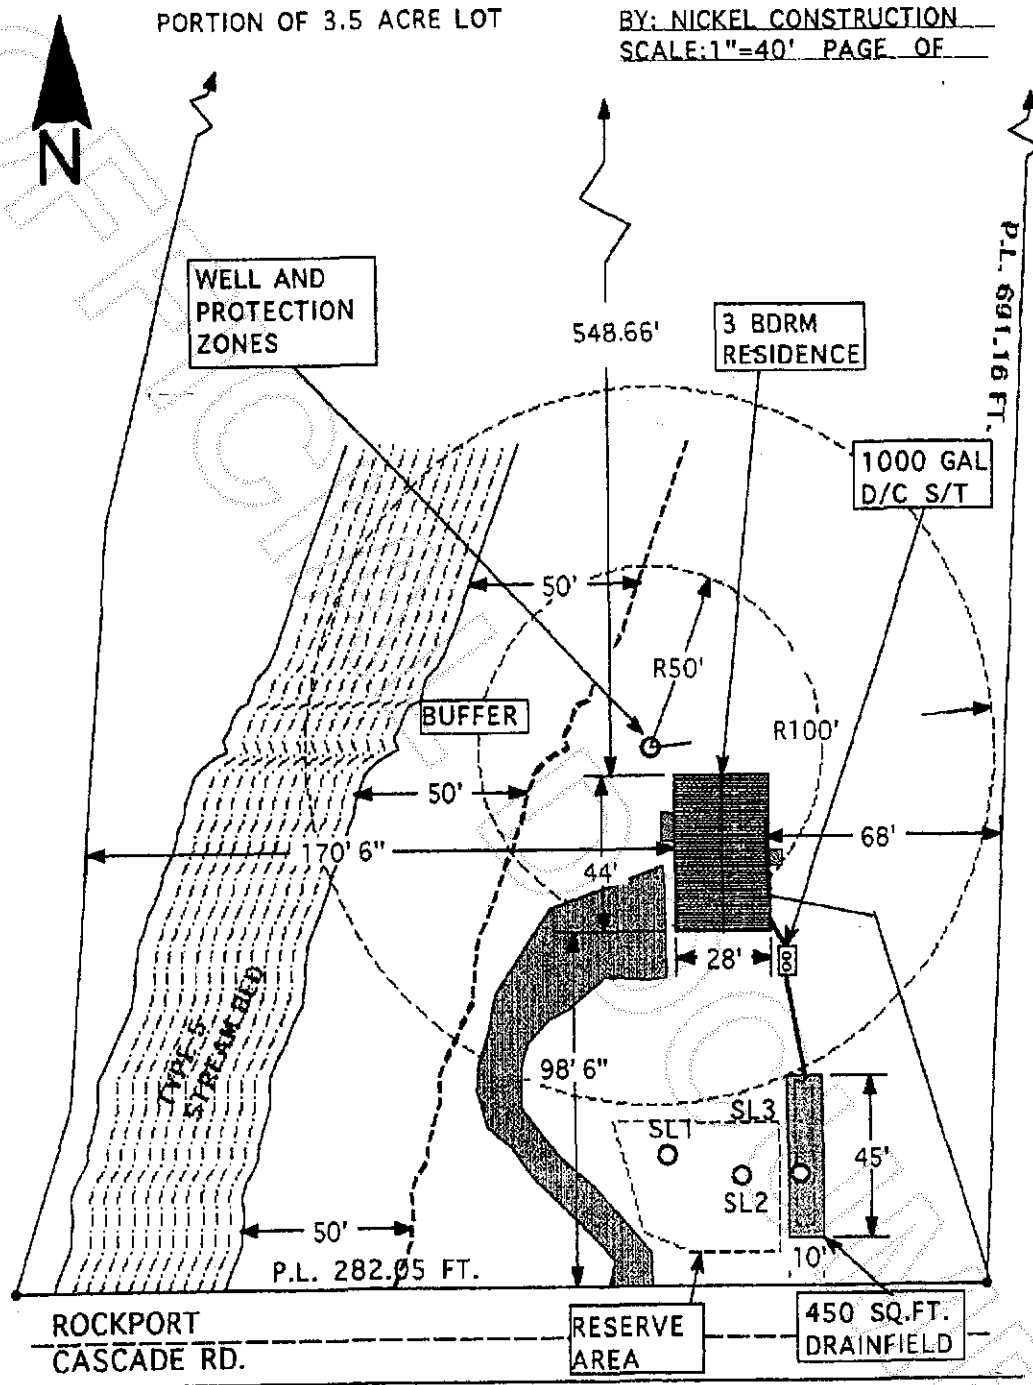 PORTION OF 3.5 ACRE LOT
BY: NICKEL CONSTRUCTION
SCALE:1"=40' PAGE OF
N
P.L. 691.16 FT.
WELL AND
PROTECTION
ZONES
548.66'
3 BDRM
RESIDENCE
1000 GAL
D/C S/T
50'
R50'
BUFFER
R100'
50'
68'
170' 6"
44'
28'
TYPE 5
STREAM BED
98' 6"
SL3
SL1
45'
SL2
50'
10'
P.L. 282.05 FT.
ROCKPORT
CASCADE RD.
RESERVE
AREA
450 SQ.FT.
DRAINFIELD